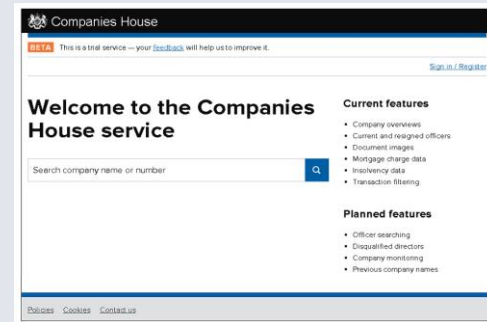 Companies House
BETA This is a trial service — your feedback will help us to improve it.
Sign in / Register
Welcome to the Companies
House service
Search company name or number
Current features
Company overviews
Current and resigned officers
Document images
Mortgage charge data
Insolvency data
Transaction filtering
Planned features
Officer searching
Disqualified directors
Company monitoring
Previous company names
Policies Cookies Contact us